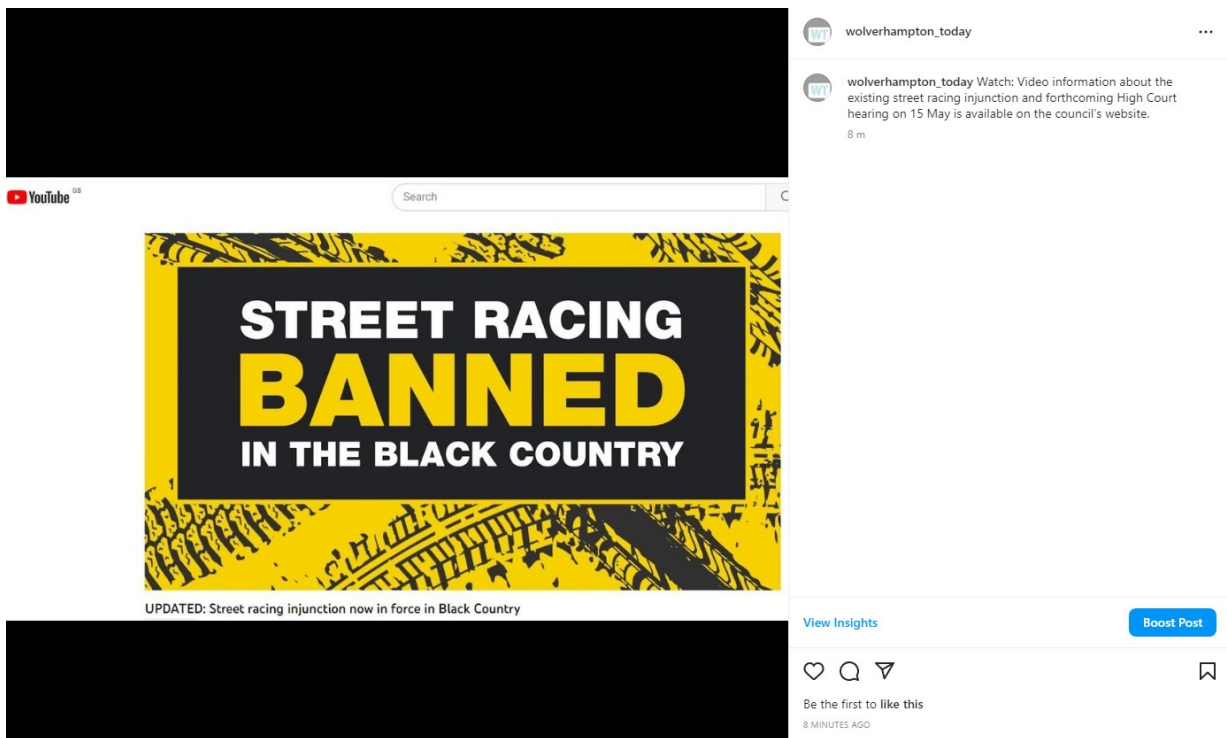 YouTube GB
Search
STREET RACING
BANNED
IN THE BLACK COUNTRY
UPDATED: Street racing injunction now in force in Black Country
WT
wolverhampton_today
WT
wolverhampton_today Watch: Video information about the
existing street racing injunction and forthcoming High Court
hearing on 15 May is available on the council's website.
8 m
View Insights
Boost Post
Be the first to like this
8 MINUTES AGO